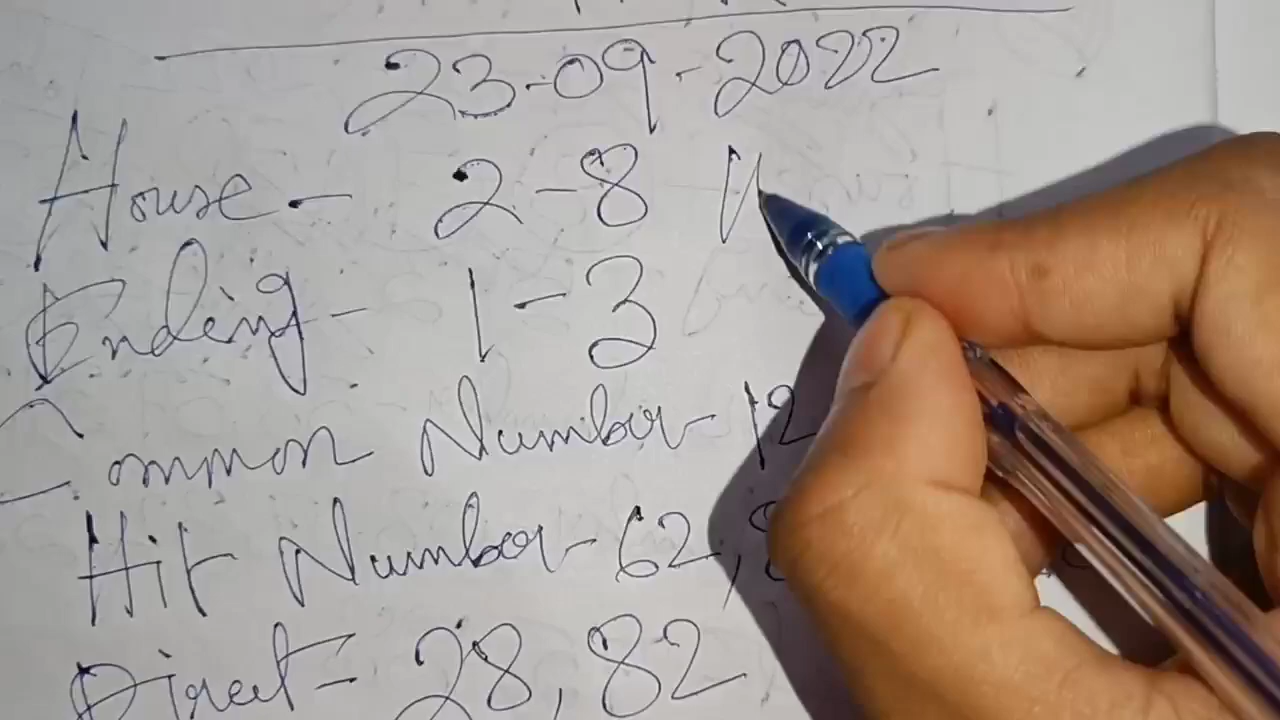 23-09-2022
House- 2-8
Ending- 1-3
Common Number- 12
Hit Number- 62,
Direct- 28, 82